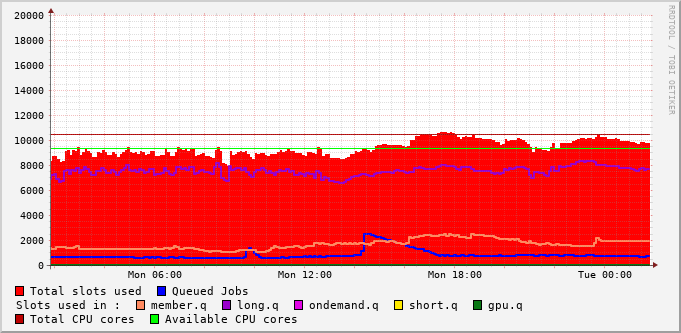 20000
18000
16000
14000
12000
10000
8000
6000
4000
2000
0
Mon 06:00 Mon 12:00 Mon 18:00 Tue 00:00
Total slots used Queued Jobs
Slots used in : member.q long.q ondemand.q short.q gpu.q
Total CPU cores Available CPU cores
RRDTOOL / TOBI OETIKER